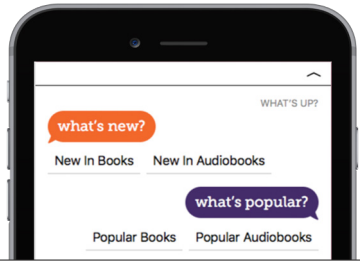 WHAT'S UP?
what's new?
New In Books New In Audiobooks
what's popular?
Popular Books Popular Audiobooks